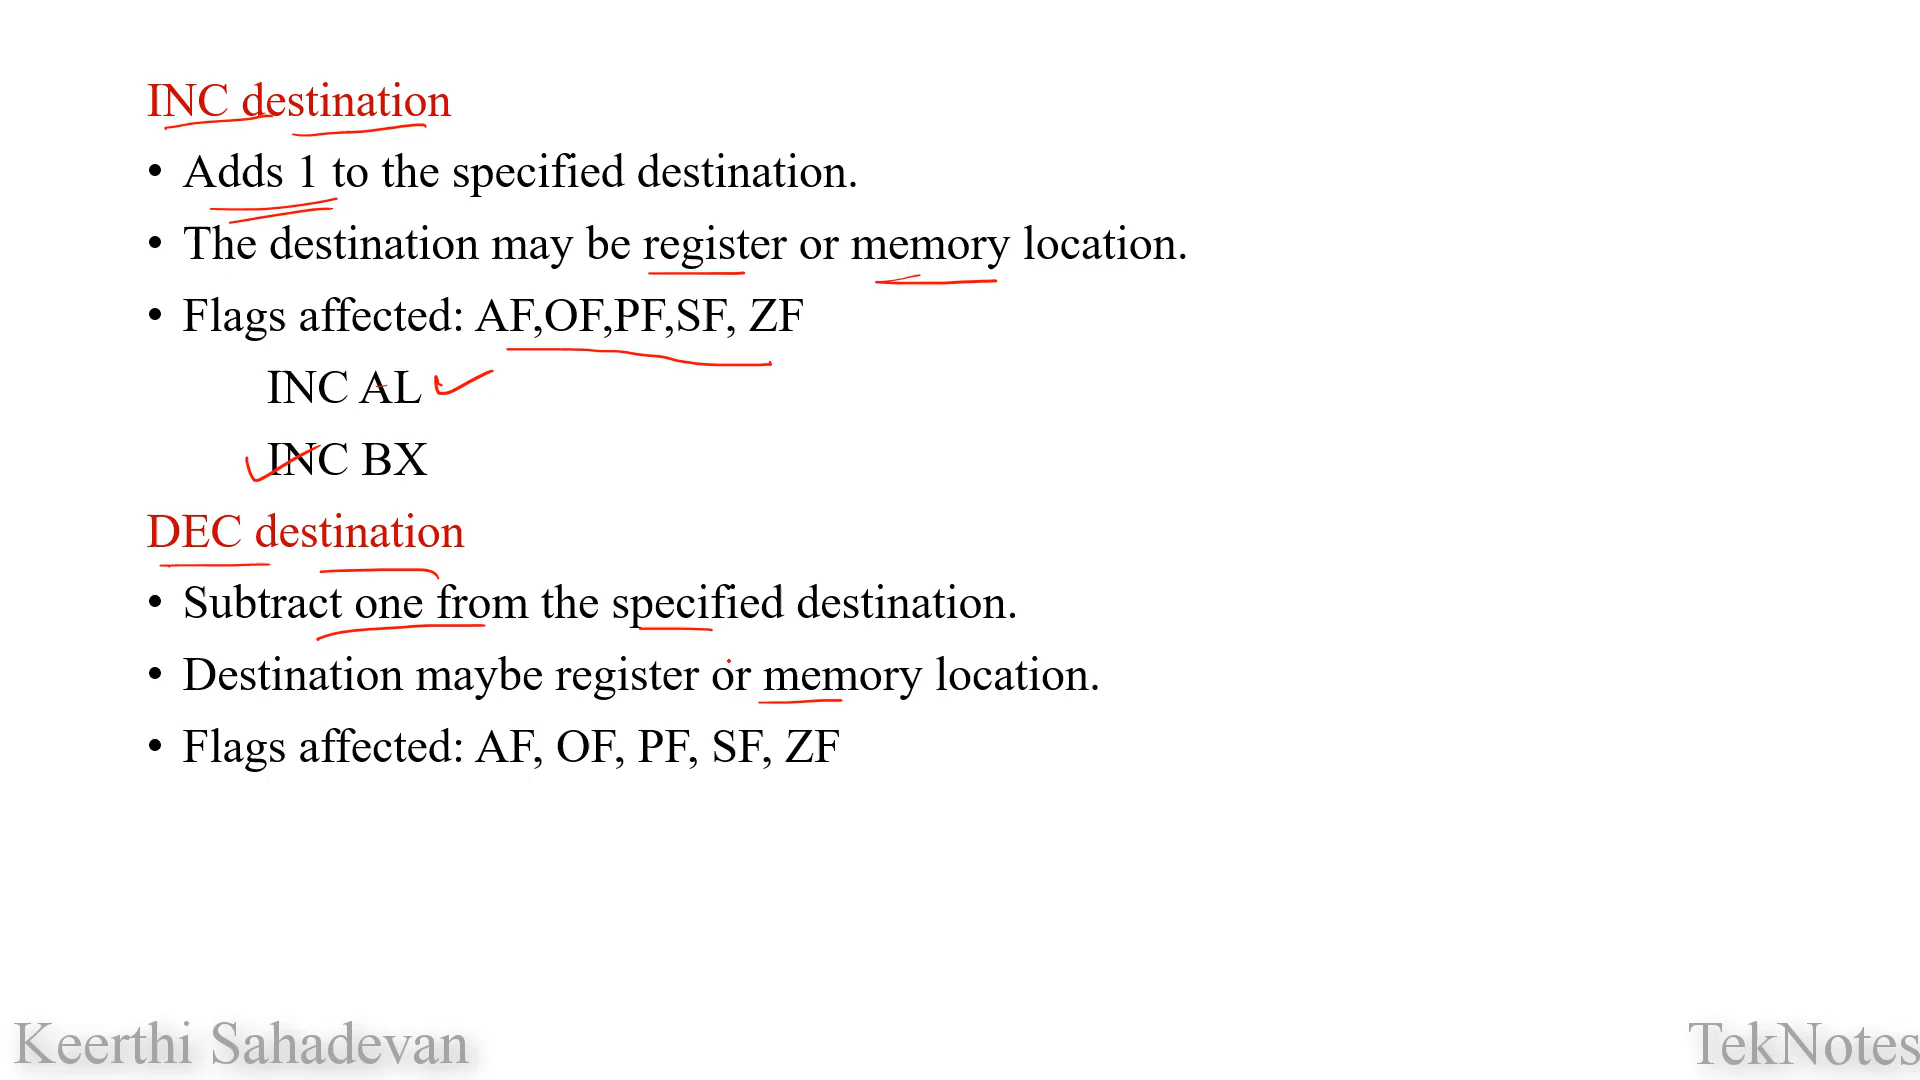 INC destination
• Adds 1 to the specified destination.
• The destination may be register or memory location.
• Flags affected: AF,OF,PF,SF, ZF
INC AL
INC BX
DEC destination
• Subtract one from the specified destination.
• Destination maybe register or memory location.
• Flags affected: AF, OF, PF, SF, ZF
Keerthi Sahadevan
TekNotes